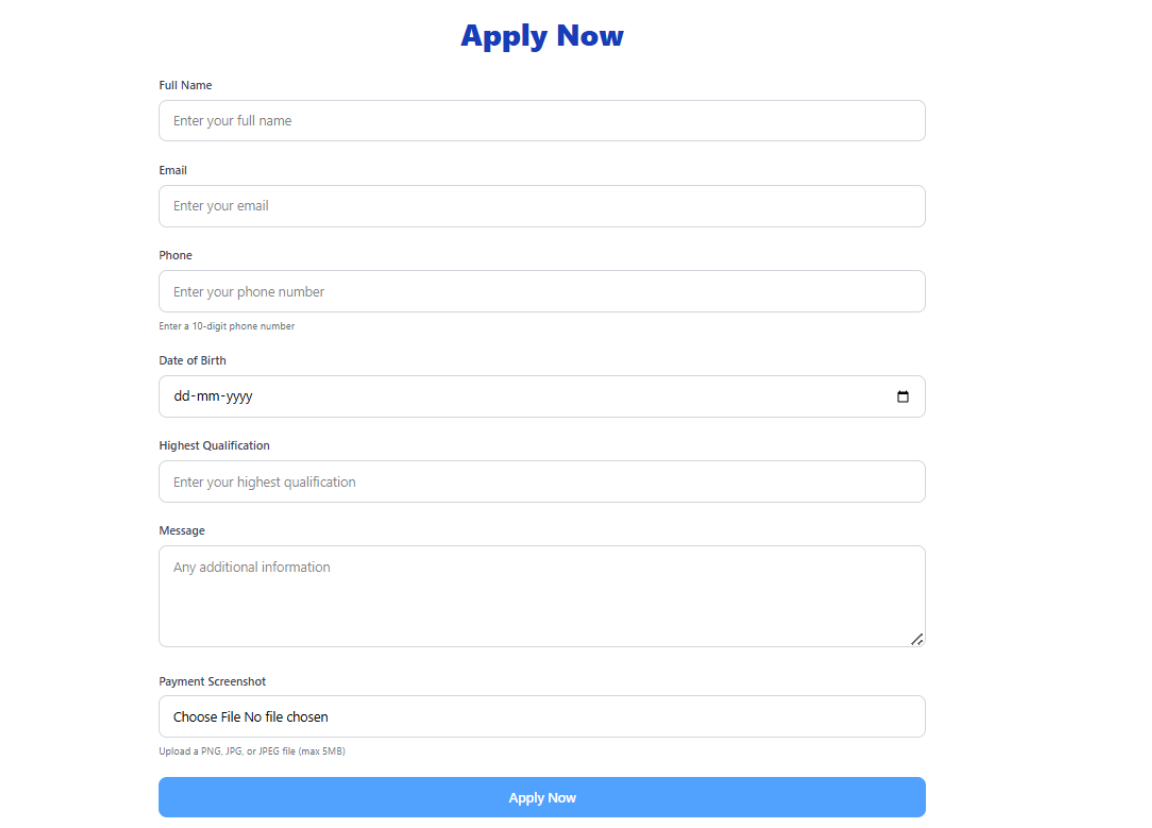 Apply Now
Full Name
Enter your full name
Email
Enter your email
Phone
Enter your phone number
Enter a 10-digit phone number
Date of Birth
dd-mm-yyyy
Highest Qualification
Enter your highest qualification
Message
Any additional information
Payment Screenshot
Choose File No file chosen
Upload a PNG, JPG, or JPEG file (max 5MB)
Apply Now